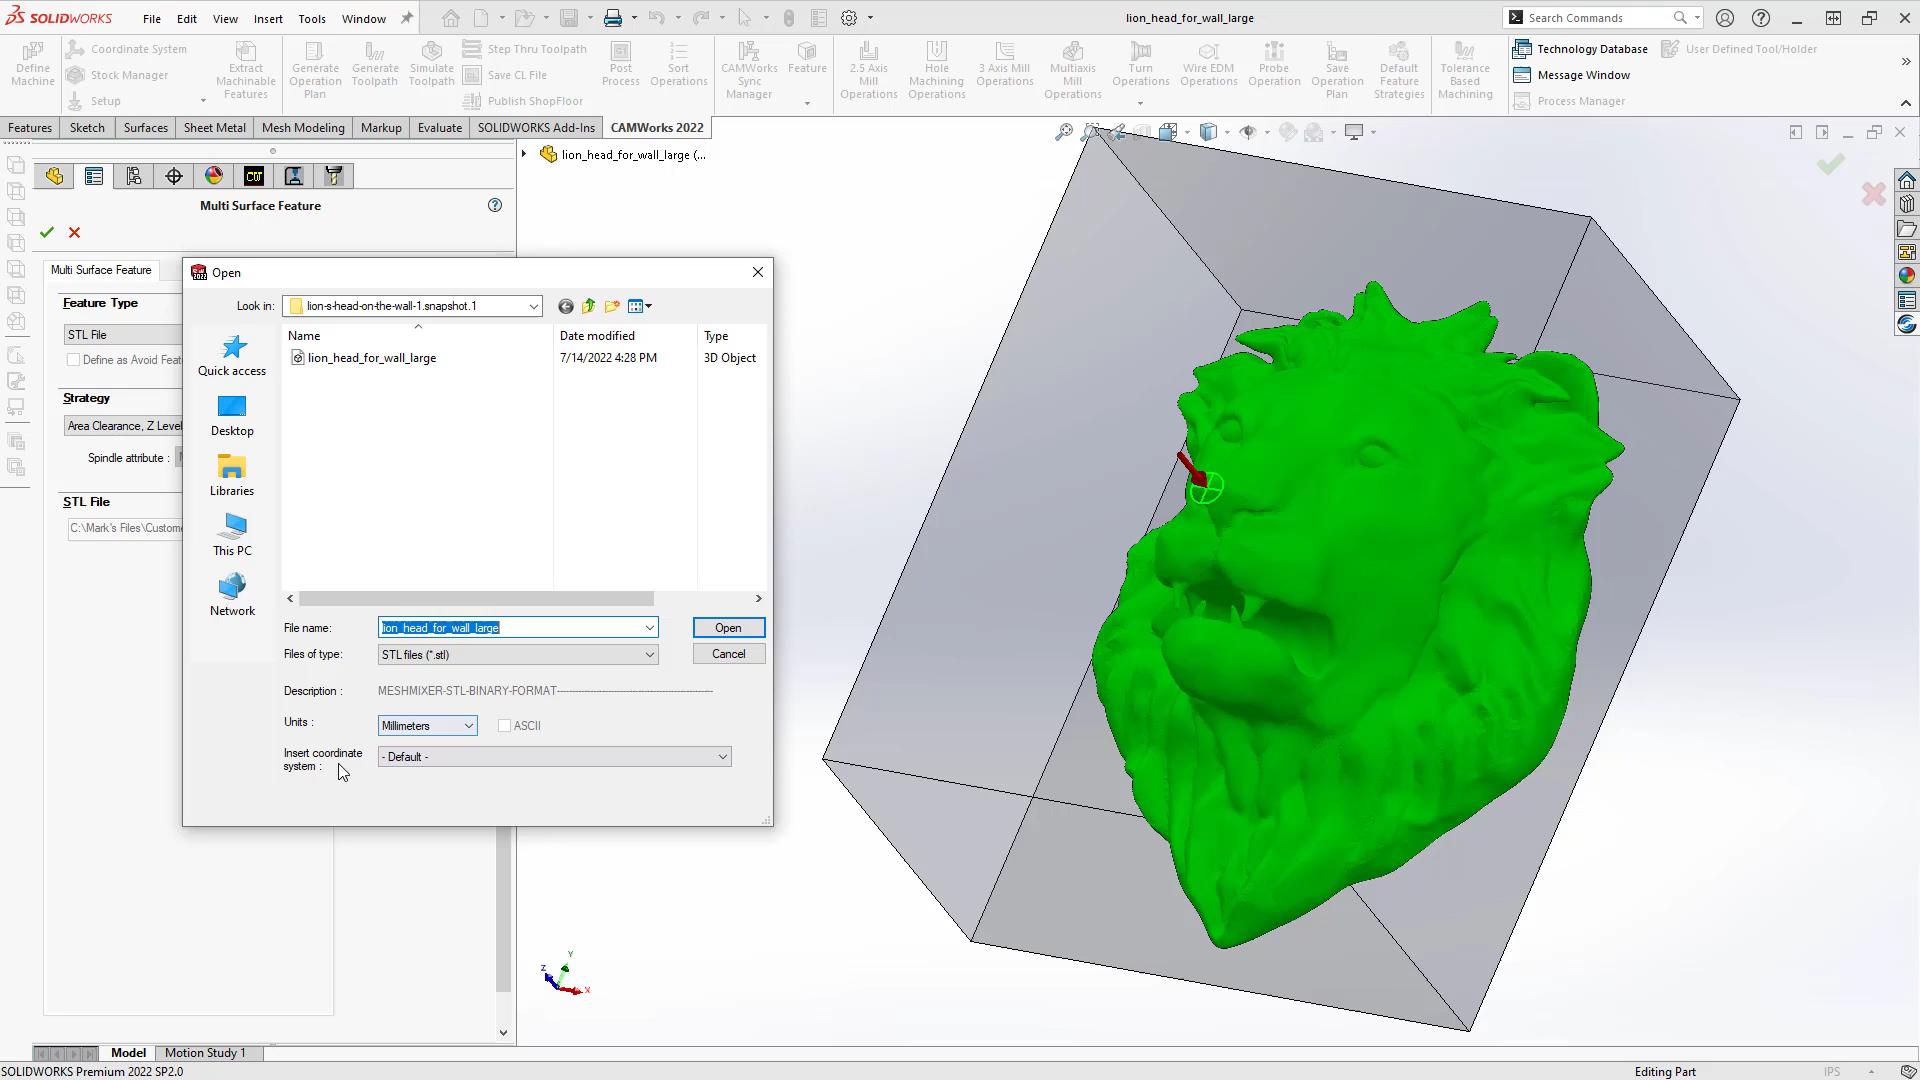 SOLIDWORKS File Edit View Insert Tools Window
lion_head_for_wall_large
Search Commands
Define Machine
Coordinate System
Stock Manager
Setup
Extract Machinable Features
Generate Operation Plan
Generate Toolpath
Simulate Toolpath
Step Thru Toolpath
Save CL File
Publish ShopFloor
Post Process
Sort Operations
CAMWorks Sync Manager
Feature
2.5 Axis Mill Operations
Hole Machining Operations
3 Axis Mill Operations
Multiaxis Mill Operations
Turn Operations
Wire EDM Operations
Probe Operation
Save Operation Plan
Default Feature Strategies
Tolerance Based Machining
Technology Database
User Defined Tool/Holder
Message Window
Process Manager
Features Sketch Surfaces Sheet Metal Mesh Modeling Markup Evaluate SOLIDWORKS Add-Ins CAMWorks 2022
lion_head_for_wall_large (...
Multi Surface Feature
Multi Surface Feature
Feature Type
STL File
Define as Avoid Feat
Strategy
Area Clearance, Z Level
Spindle attribute :
STL File
C:\Mark's Files\Custome
Open
Look in: lion-s-head-on-the-wall-1.snapshot.1
Name Date modified Type
lion_head_for_wall_large 7/14/2022 4:28 PM 3D Object
Quick access
Desktop
Libraries
This PC
Network
File name: lion_head_for_wall_large Open
Files of type: STL files (*.stl) Cancel
Description : MESHMIXER-STL-BINARY-FORMAT--------------------------------------------------
Units : Millimeters ASCII
Insert coordinate system : - Default -
Y
Z
X
Model Motion Study 1
SOLIDWORKS Premium 2022 SP2.0 Editing Part IPS